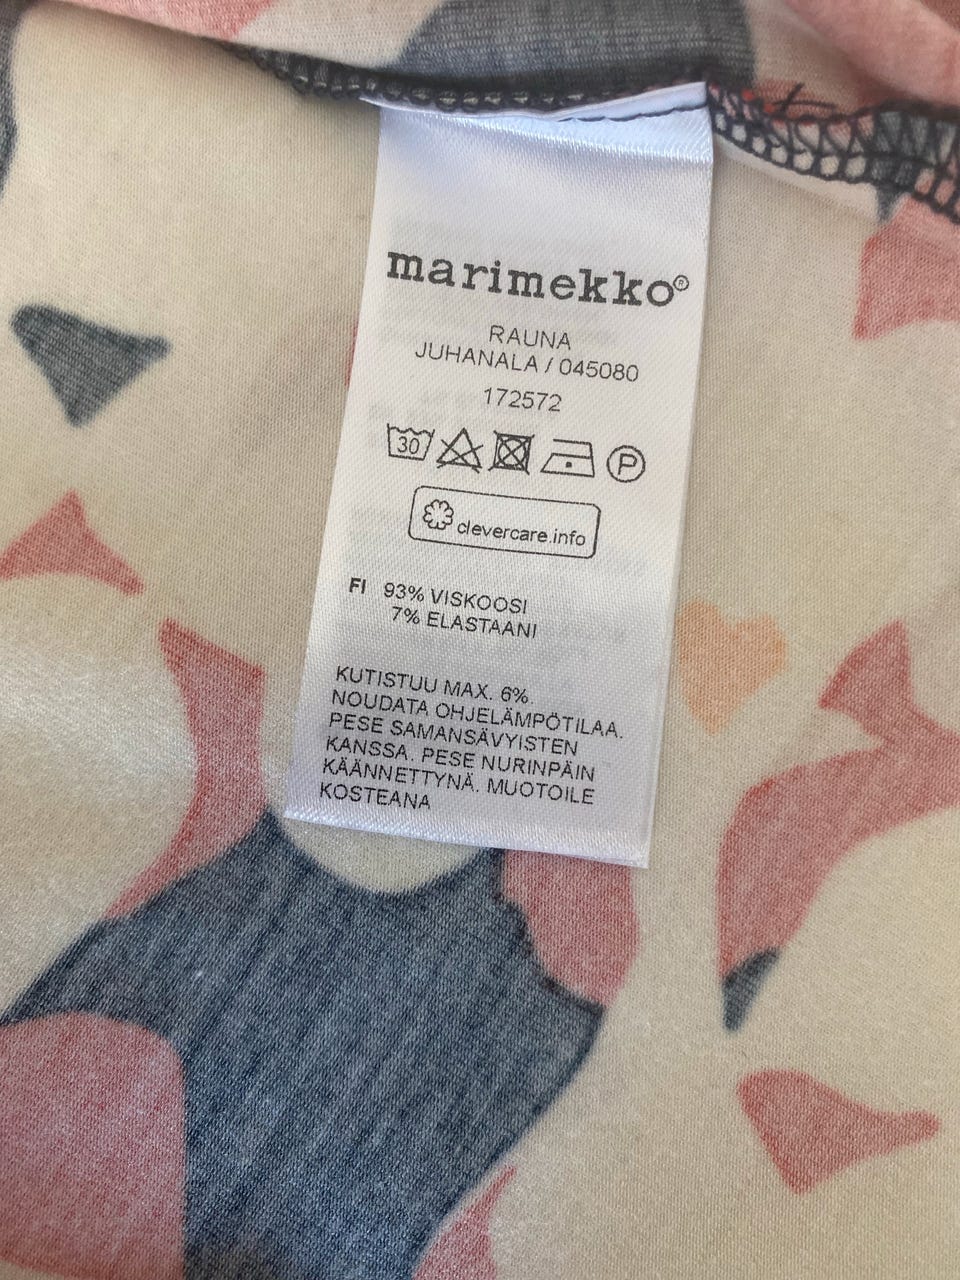 marimekko®
RAUNA
JUHANALA / 045080
172572
30 P
clevercare.info
FI 93% VISKOOSI
7% ELASTAANI
KUTISTUU MAX. 6%.
NOUDATA OHJELÄMPÖTILAA.
PESE SAMANSÄVYISTEN
KANSSA. PESE NURINPÄIN
KÄÄNNETTYNÄ. MUOTOILE
KOSTEANA